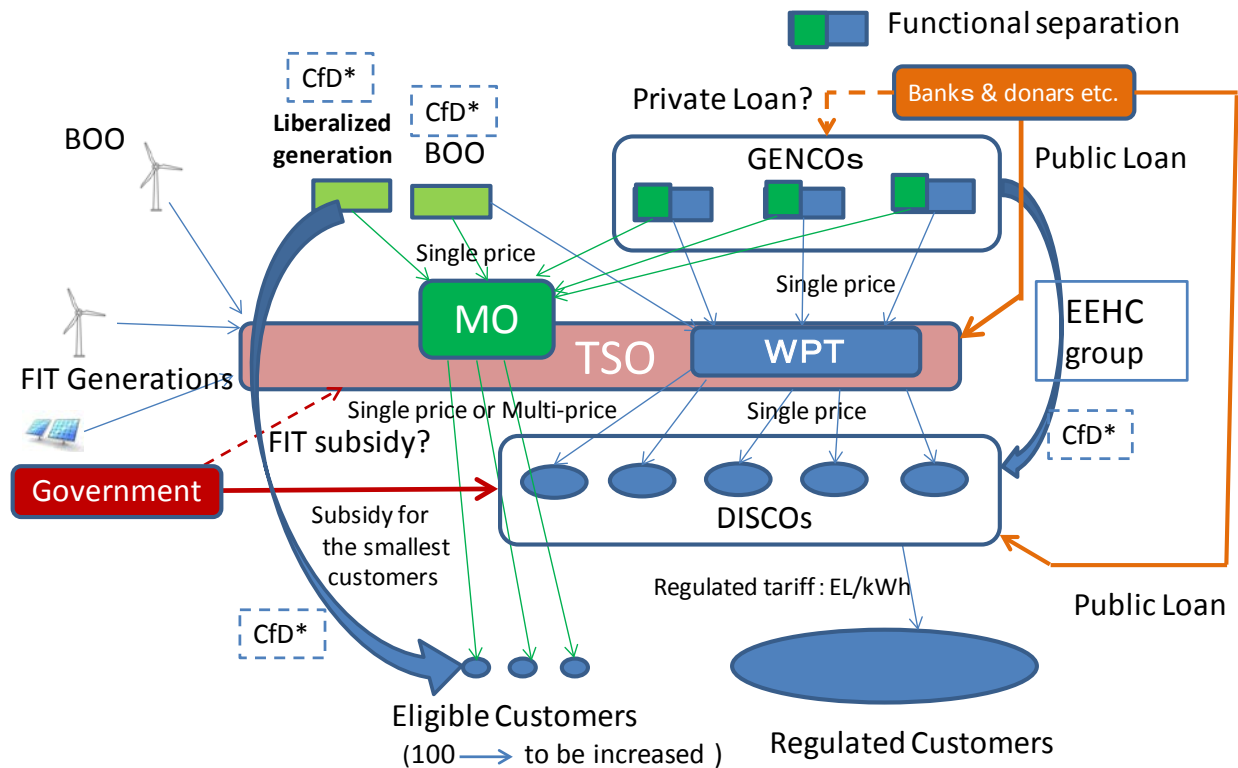 Functional separation
CfD*
Banks & donars etc.
Private Loan?
CfD*
Liberalized
generation
BOO
BOO
GENCOs
Public Loan
Single price
Single price
MO
EEHC
group
TSO
WPT
FIT Generations
Single price or Multi-price
Single price
FIT subsidy?
CfD*
Government
DISCOs
Subsidy for
the smallest
customers
Regulated tariff : EL/kWh
Public Loan
CfD*
Eligible Customers
(100 to be increased )
Regulated Customers